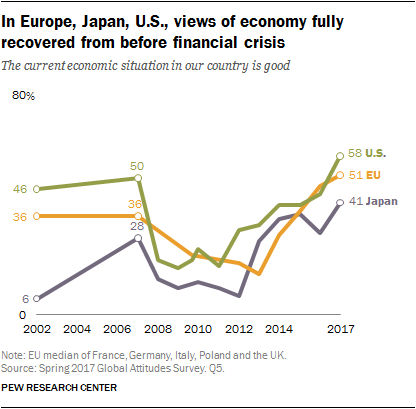 In Europe, Japan, U.S., views of economy fully
recovered from before financial crisis
The current economic situation in our country is good
80%
50
58 U.S.
51 EU
46
36
36
41 Japan
28
6
0
2002 2004 2006 2008 2010 2012 2014 2017
Note: EU median of France, Germany, Italy, Poland and the UK.
Source: Spring 2017 Global Attitudes Survey. Q5.
PEW RESEARCH CENTER